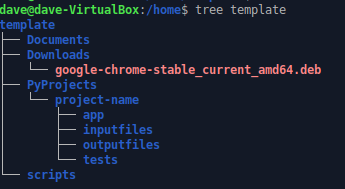 dave@dave-VirtualBox:/home$ tree template
template
├── Documents
├── Downloads
│   └── google-chrome-stable_current_amd64.deb
├── PyProjects
│   └── project-name
│       ├── app
│       ├── inputfiles
│       ├── outputfiles
│       └── tests
└── scripts